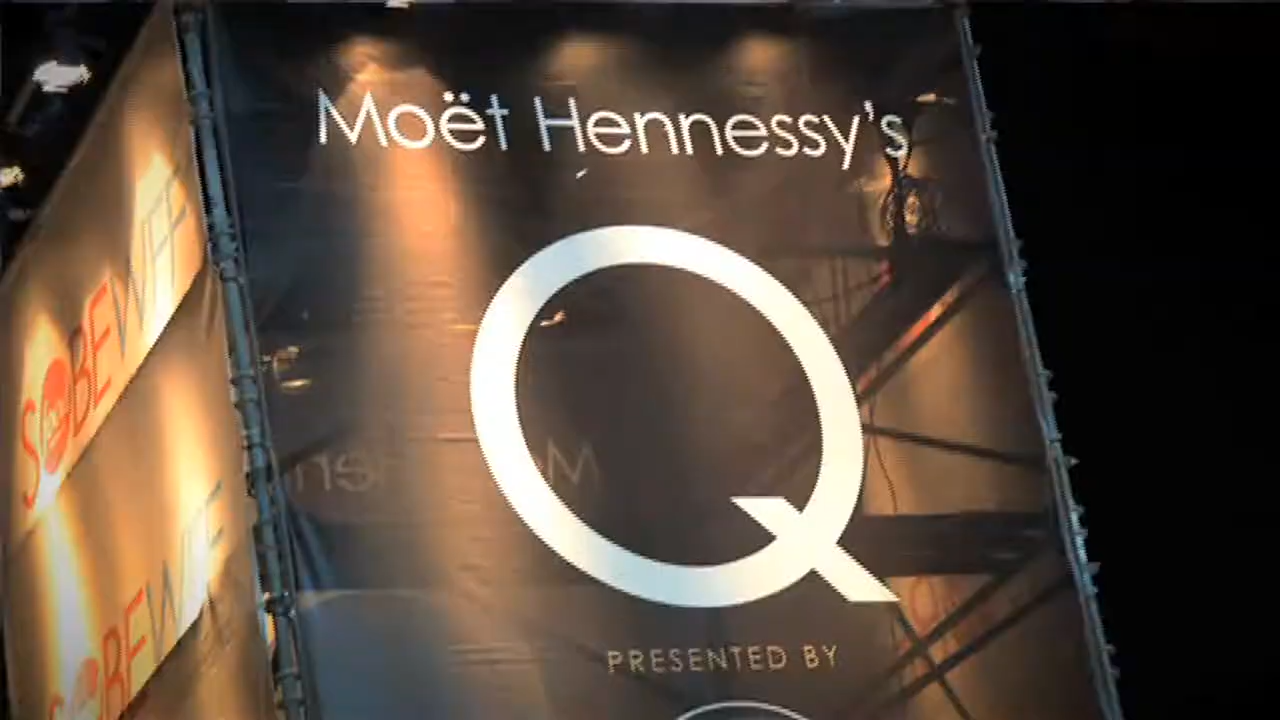 Moët Hennessy's
Q
PRESENTED BY
SOBEWFF
SOBEWFF